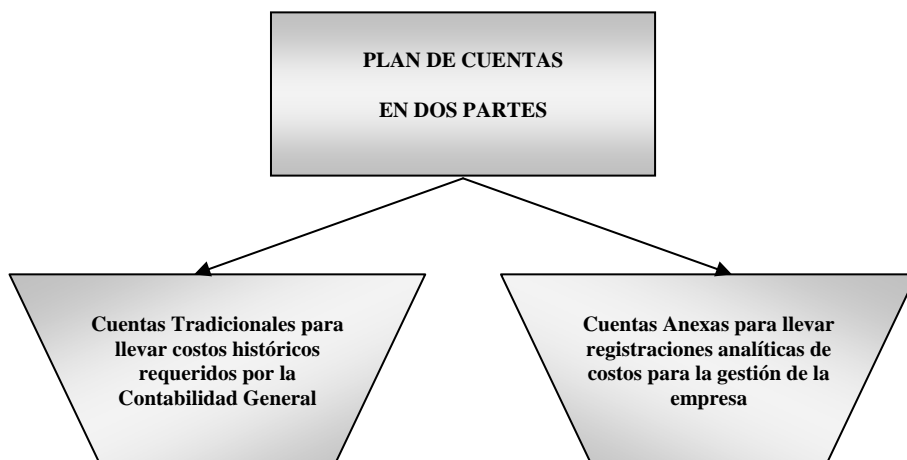 PLAN DE CUENTAS
EN DOS PARTES
Cuentas Tradicionales para
llevar costos históricos
requeridos por la
Contabilidad General
Cuentas Anexas para llevar
registraciones analíticas de
costos para la gestión de la
empresa